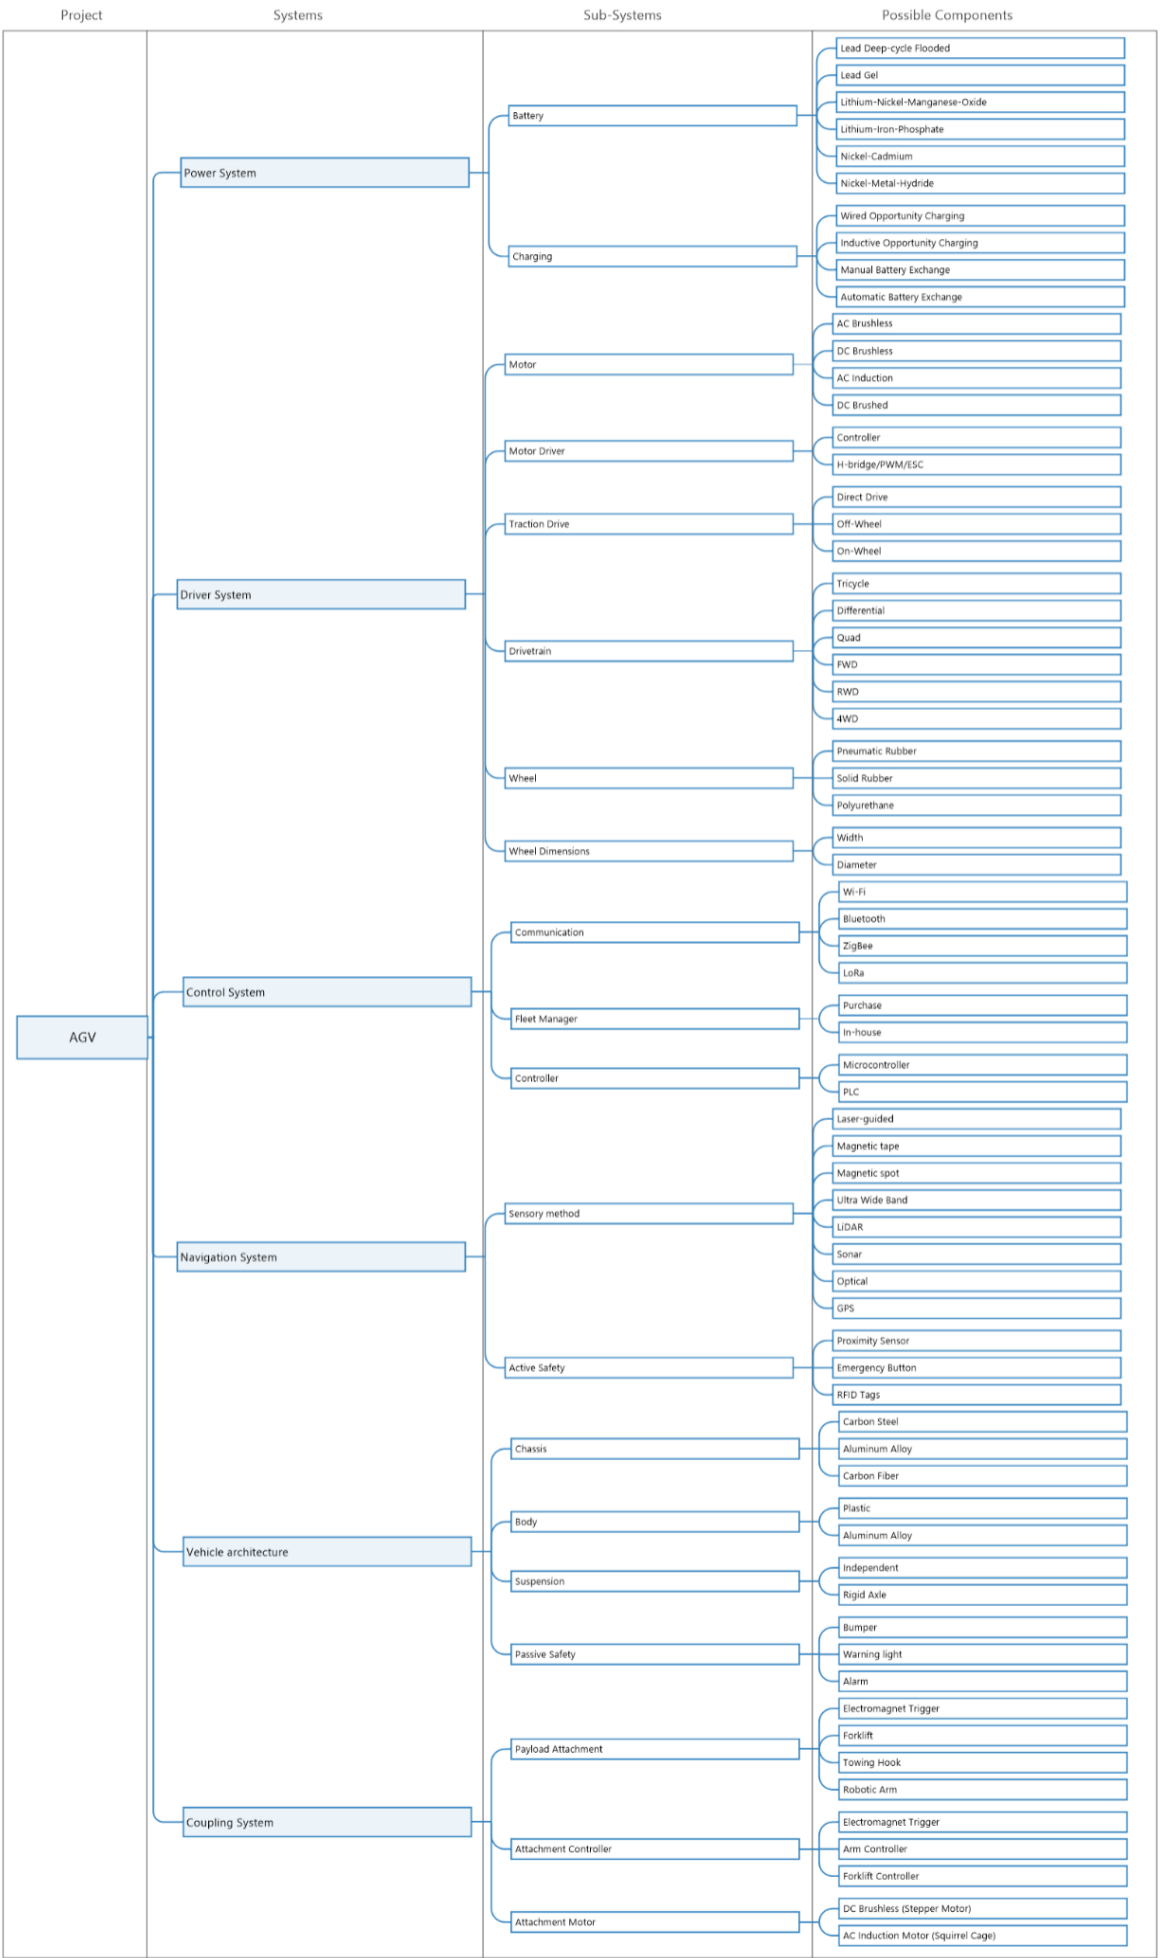 Project
Systems
Sub-Systems
Possible Components
AGV
Power System
Battery
Lead Deep-cycle Flooded
Lead Gel
Lithium-Nickel-Manganese-Oxide
Lithium-Iron-Phosphate
Nickel-Cadmium
Nickel-Metal-Hydride
Charging
Wired Opportunity Charging
Inductive Opportunity Charging
Manual Battery Exchange
Automatic Battery Exchange
Driver System
Motor
AC Brushless
DC Brushless
AC Induction
DC Brushed
Motor Driver
Controller
H-bridge/PWM/ESC
Traction Drive
Direct Drive
Off-Wheel
On-Wheel
Drivetrain
Tricycle
Differential
Quad
FWD
RWD
4WD
Wheel
Pneumatic Rubber
Solid Rubber
Polyurethane
Wheel Dimensions
Width
Diameter
Control System
Communication
Wi-Fi
Bluetooth
ZigBee
LoRa
Fleet Manager
Purchase
In-house
Controller
Microcontroller
PLC
Navigation System
Sensory method
Laser-guided
Magnetic tape
Magnetic spot
Ultra Wide Band
LiDAR
Sonar
Optical
GPS
Active Safety
Proximity Sensor
Emergency Button
RFID Tags
Vehicle architecture
Chassis
Carbon Steel
Aluminum Alloy
Carbon Fiber
Body
Plastic
Aluminum Alloy
Suspension
Independent
Rigid Axle
Passive Safety
Bumper
Warning light
Alarm
Coupling System
Payload Attachment
Electromagnet Trigger
Forklift
Towing Hook
Robotic Arm
Attachment Controller
Electromagnet Trigger
Arm Controller
Forklift Controller
Attachment Motor
DC Brushless (Stepper Motor)
AC Induction Motor (Squirrel Cage)